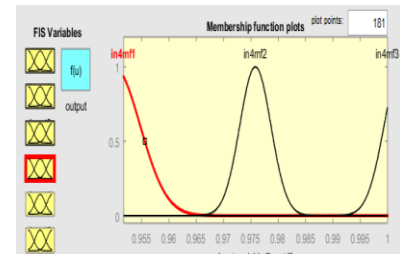 FIS Variables
f(u)
output
Membership function plots
plot points:
181
in4mf1
in4mf2
in4mf3
1
0.5
0
0.955 0.96 0.965 0.97 0.975 0.98 0.985 0.99 0.995 1